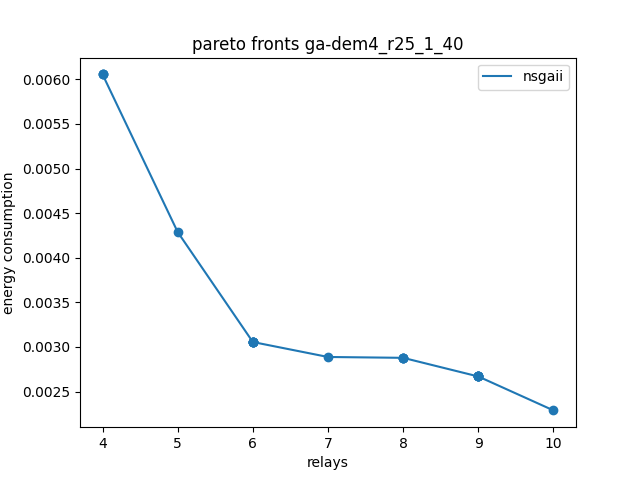 pareto fronts ga-dem4_r25_1_40
nsgaii
0.0060
0.0055
0.0050
0.0045
0.0040
0.0035
0.0030
0.0025
energy consumption
4 5 6 7 8 9 10
relays